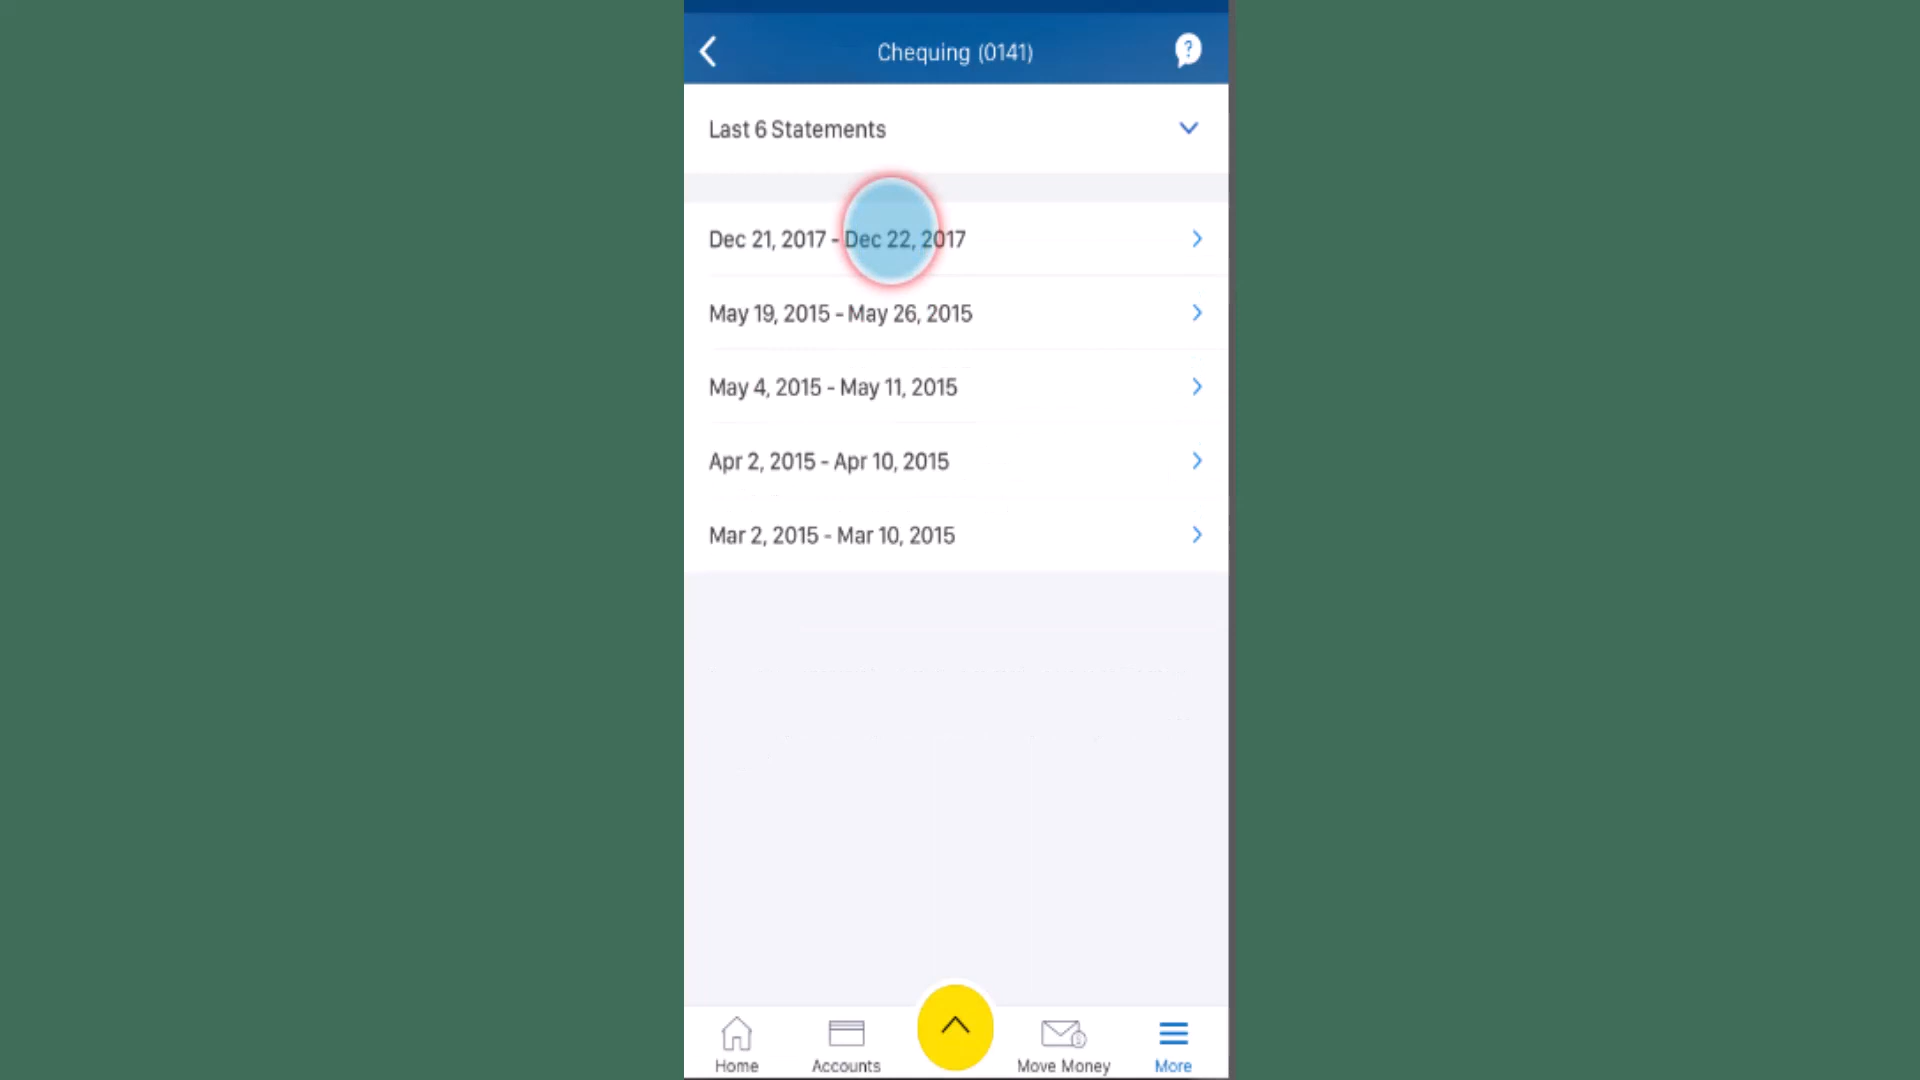 Chequing (0141)
?
Last 6 Statements
Dec 21, 2017 - Dec 22, 2017
May 19, 2015 - May 26, 2015
May 4, 2015 - May 11, 2015
Apr 2, 2015 - Apr 10, 2015
Mar 2, 2015 - Mar 10, 2015
Home Accounts Move Money More